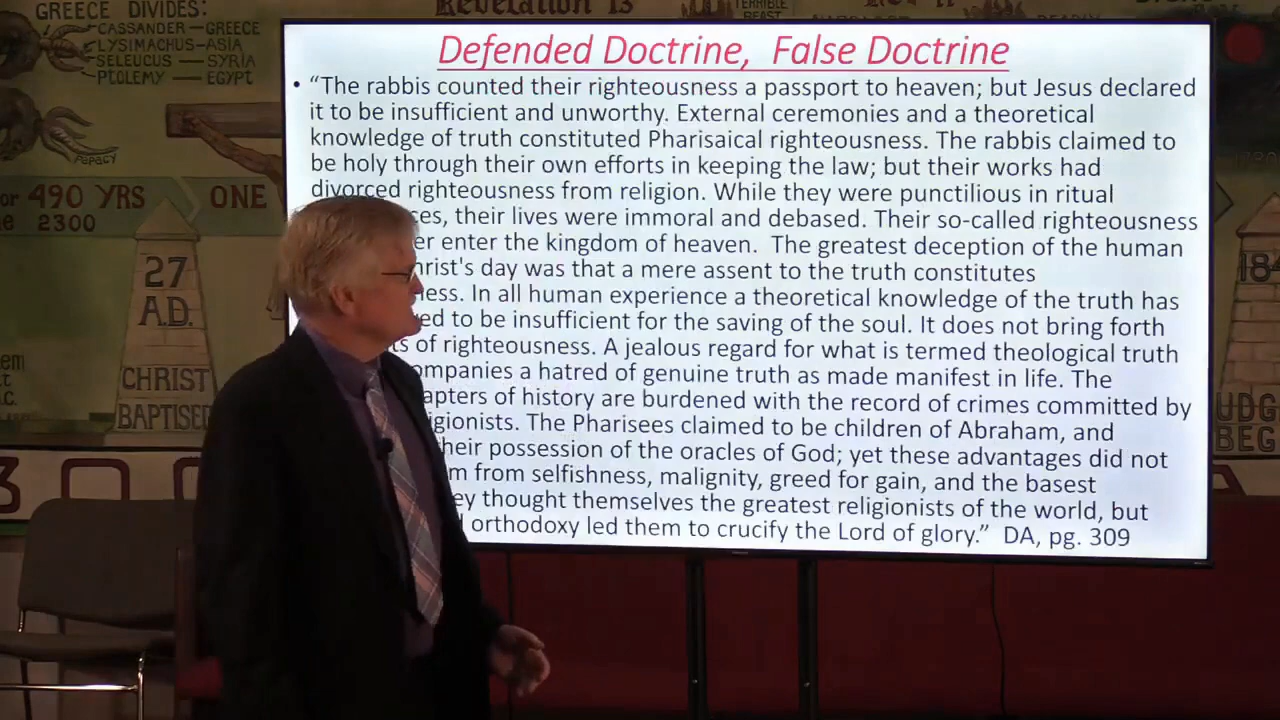 Revelation 13
GREECE DIVIDES:
CASSANDER — GREECE
LYSIMACHUS - ASIA
SELEUCUS — SYRIA
PTOLEMY — EGYPT
TERRIBLE
BEAST
PAPACY
or 490 YRS
ONE
2300
27
A.D.
CHRIST
BAPTISED
Defended Doctrine, False Doctrine
• “The rabbis counted their righteousness a passport to heaven; but Jesus declared
it to be insufficient and unworthy. External ceremonies and a theoretical
knowledge of truth constituted Pharisaical righteousness. The rabbis claimed to
be holy through their own efforts in keeping the law; but their works had
divorced righteousness from religion. While they were punctilious in ritual
ces, their lives were immoral and debased. Their so-called righteousness
er enter the kingdom of heaven. The greatest deception of the human
hrist's day was that a mere assent to the truth constitutes
ness. In all human experience a theoretical knowledge of the truth has
ed to be insufficient for the saving of the soul. It does not bring forth
s of righteousness. A jealous regard for what is termed theological truth
ompanies a hatred of genuine truth as made manifest in life. The
apters of history are burdened with the record of crimes committed by
igionists. The Pharisees claimed to be children of Abraham, and
heir possession of the oracles of God; yet these advantages did not
m from selfishness, malignity, greed for gain, and the basest
ey thought themselves the greatest religionists of the world, but
orthodoxy led them to crucify the Lord of glory.” DA, pg. 309
184
UDG
BEG